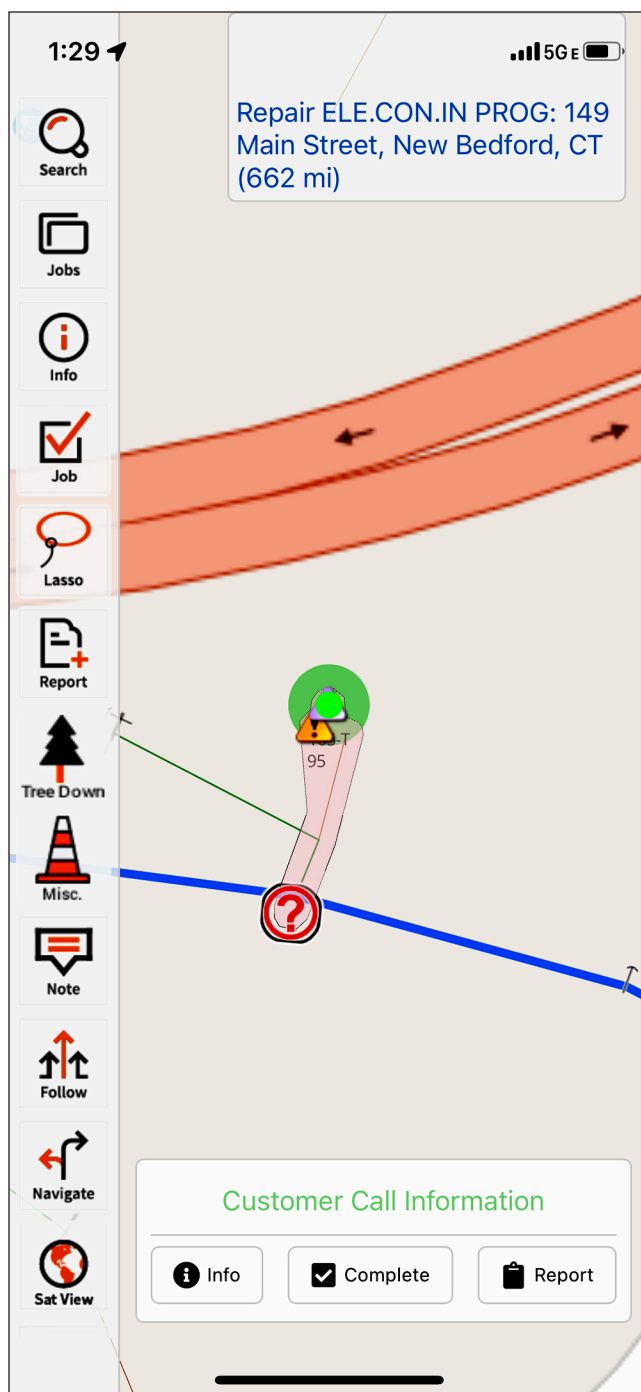 1:29
5G E
Repair ELE.CON.IN PROG: 149
Main Street, New Bedford, CT
(662 mi)
Search
Jobs
Info
Job
Lasso
Report
Tree Down
Misc.
Note
Follow
Navigate
Sat View
95
?
Customer Call Information
Info
Complete
Report